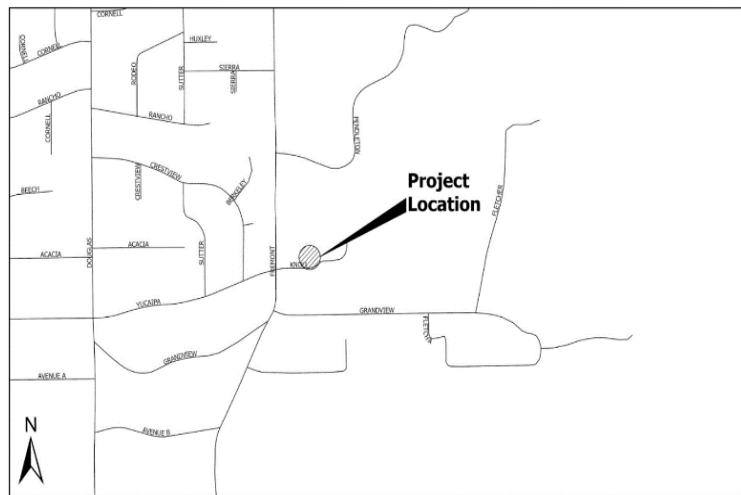 CORNELL
HUXLEY
CORNELL
CORNELL
SIERRA
RODEO
SUTTER
SIERRA
RANCHO
RANCHO
CORNELL
PENDLETON
CRESTVIEW
CRESTVIEW
BERKELEY
BEECH
Project
Location
FLETCHER
ACACIA
ACACIA
DOUGLAS
SUTTER
FREMONT
KNOLL
YUCAIPA
GRANDVIEW
GRANDVIEW
AVENUE A
AVENUE B
N